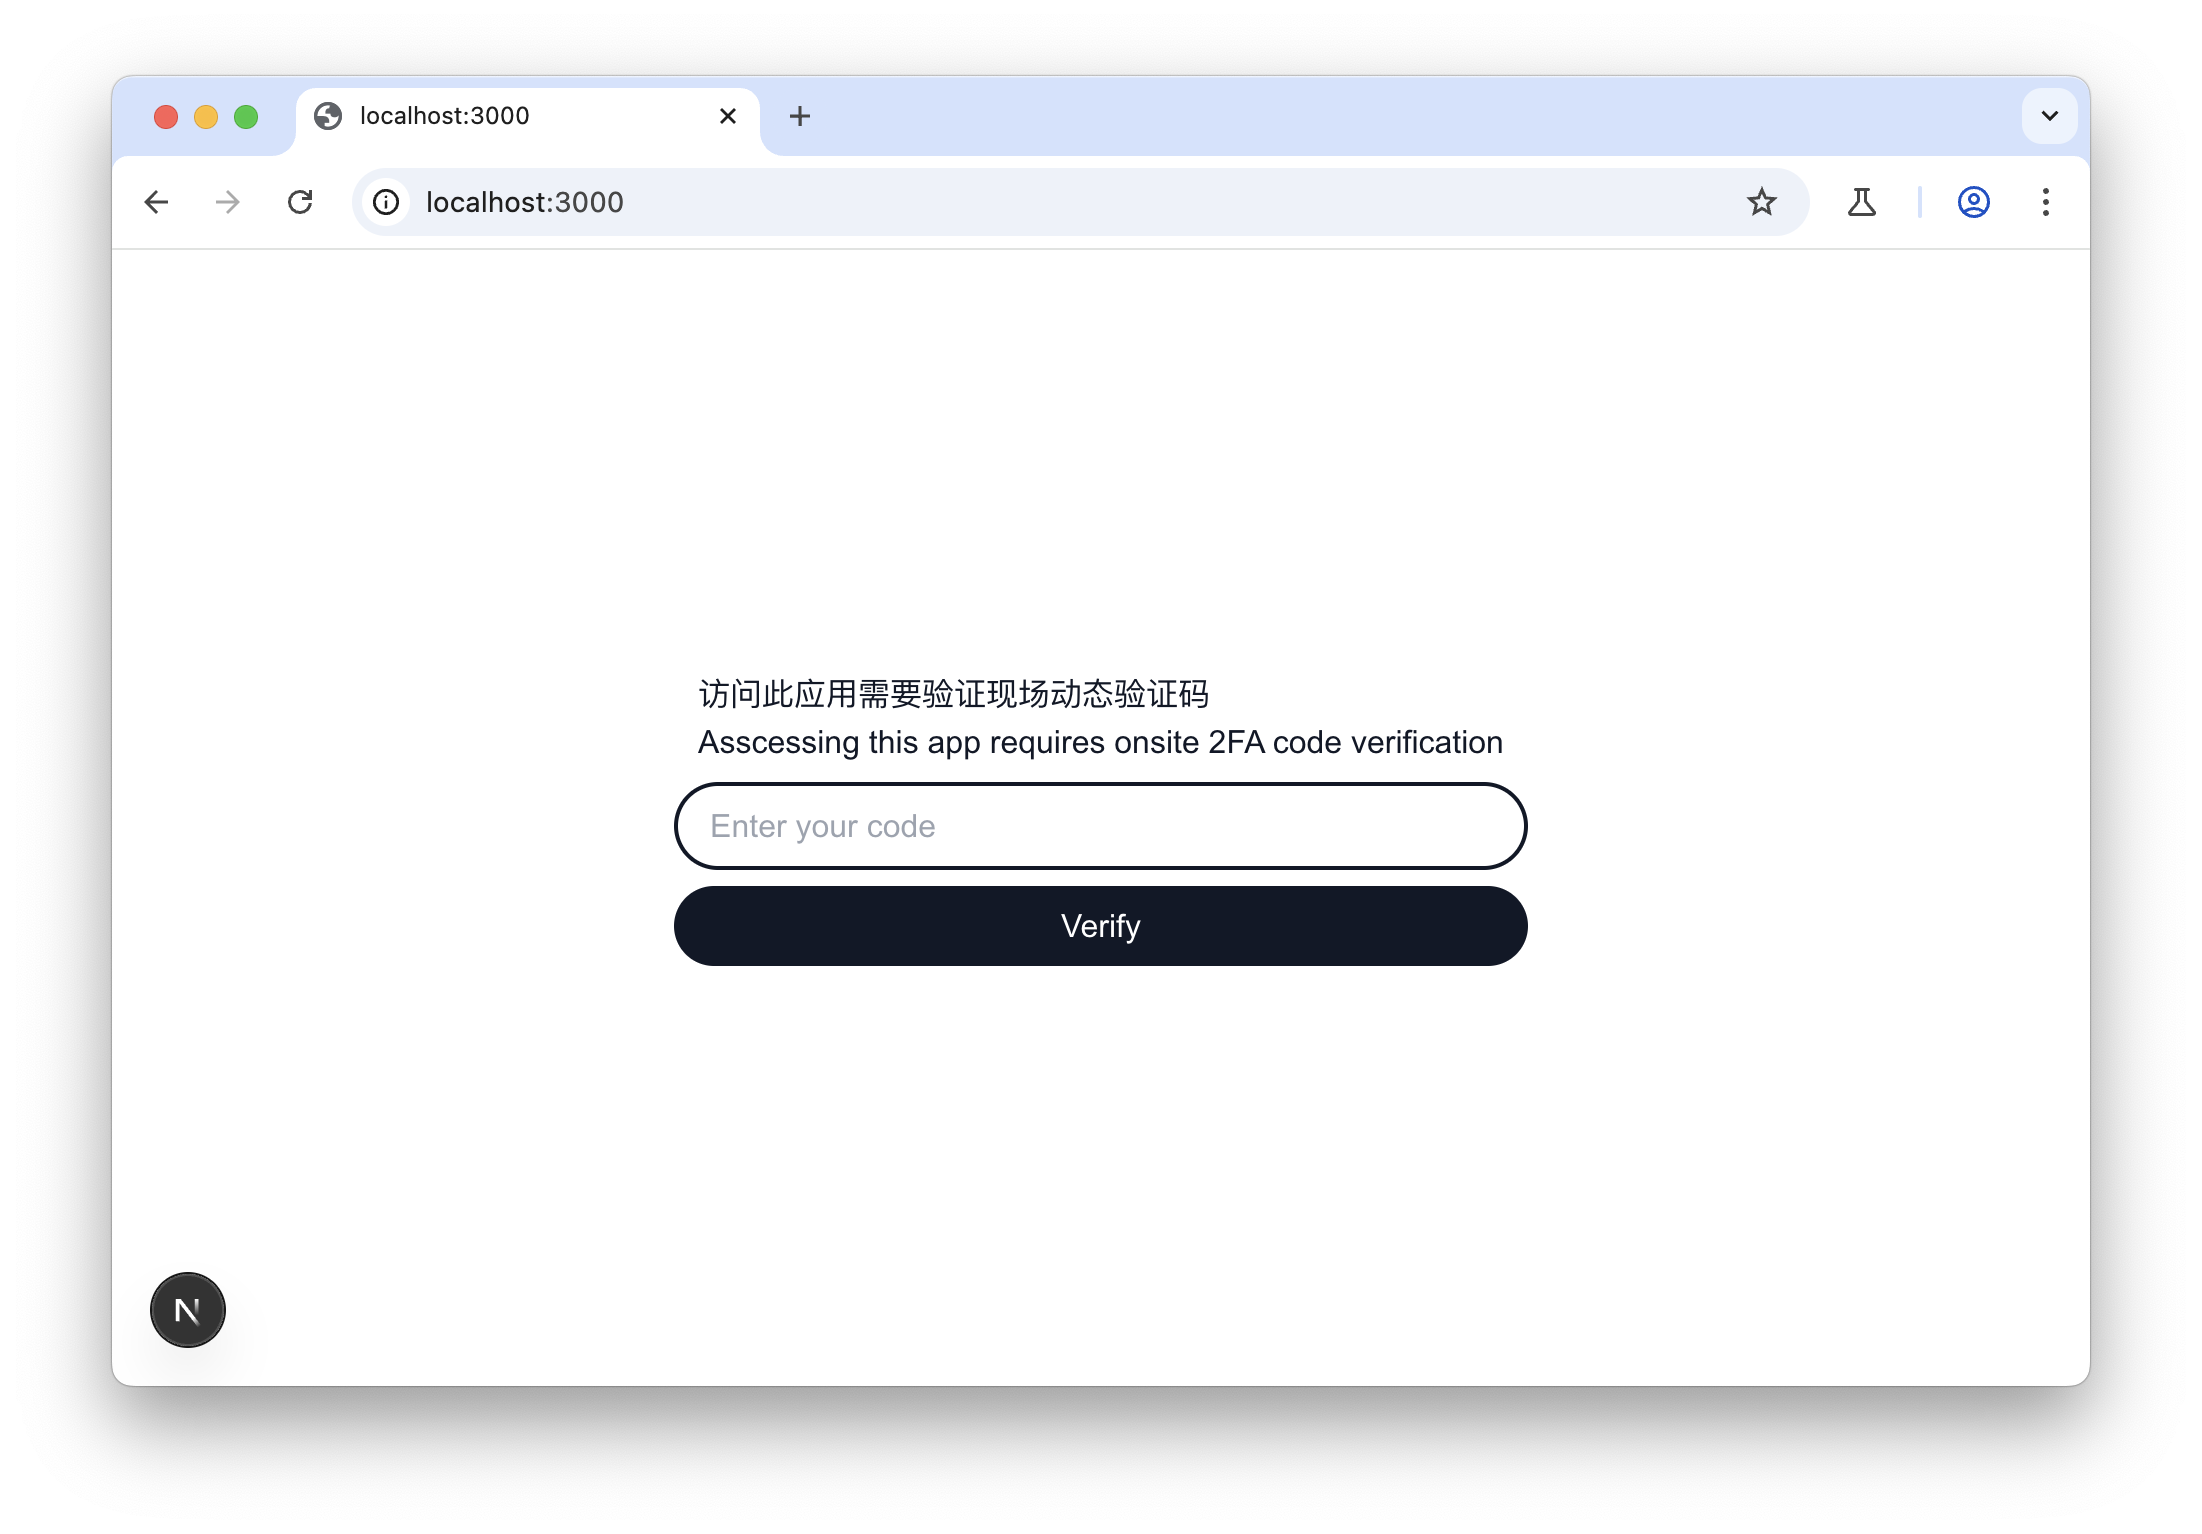 localhost:3000
localhost:3000
访问此应用需要验证现场动态验证码
Asscessing this app requires onsite 2FA code verification
Enter your code
Verify
N